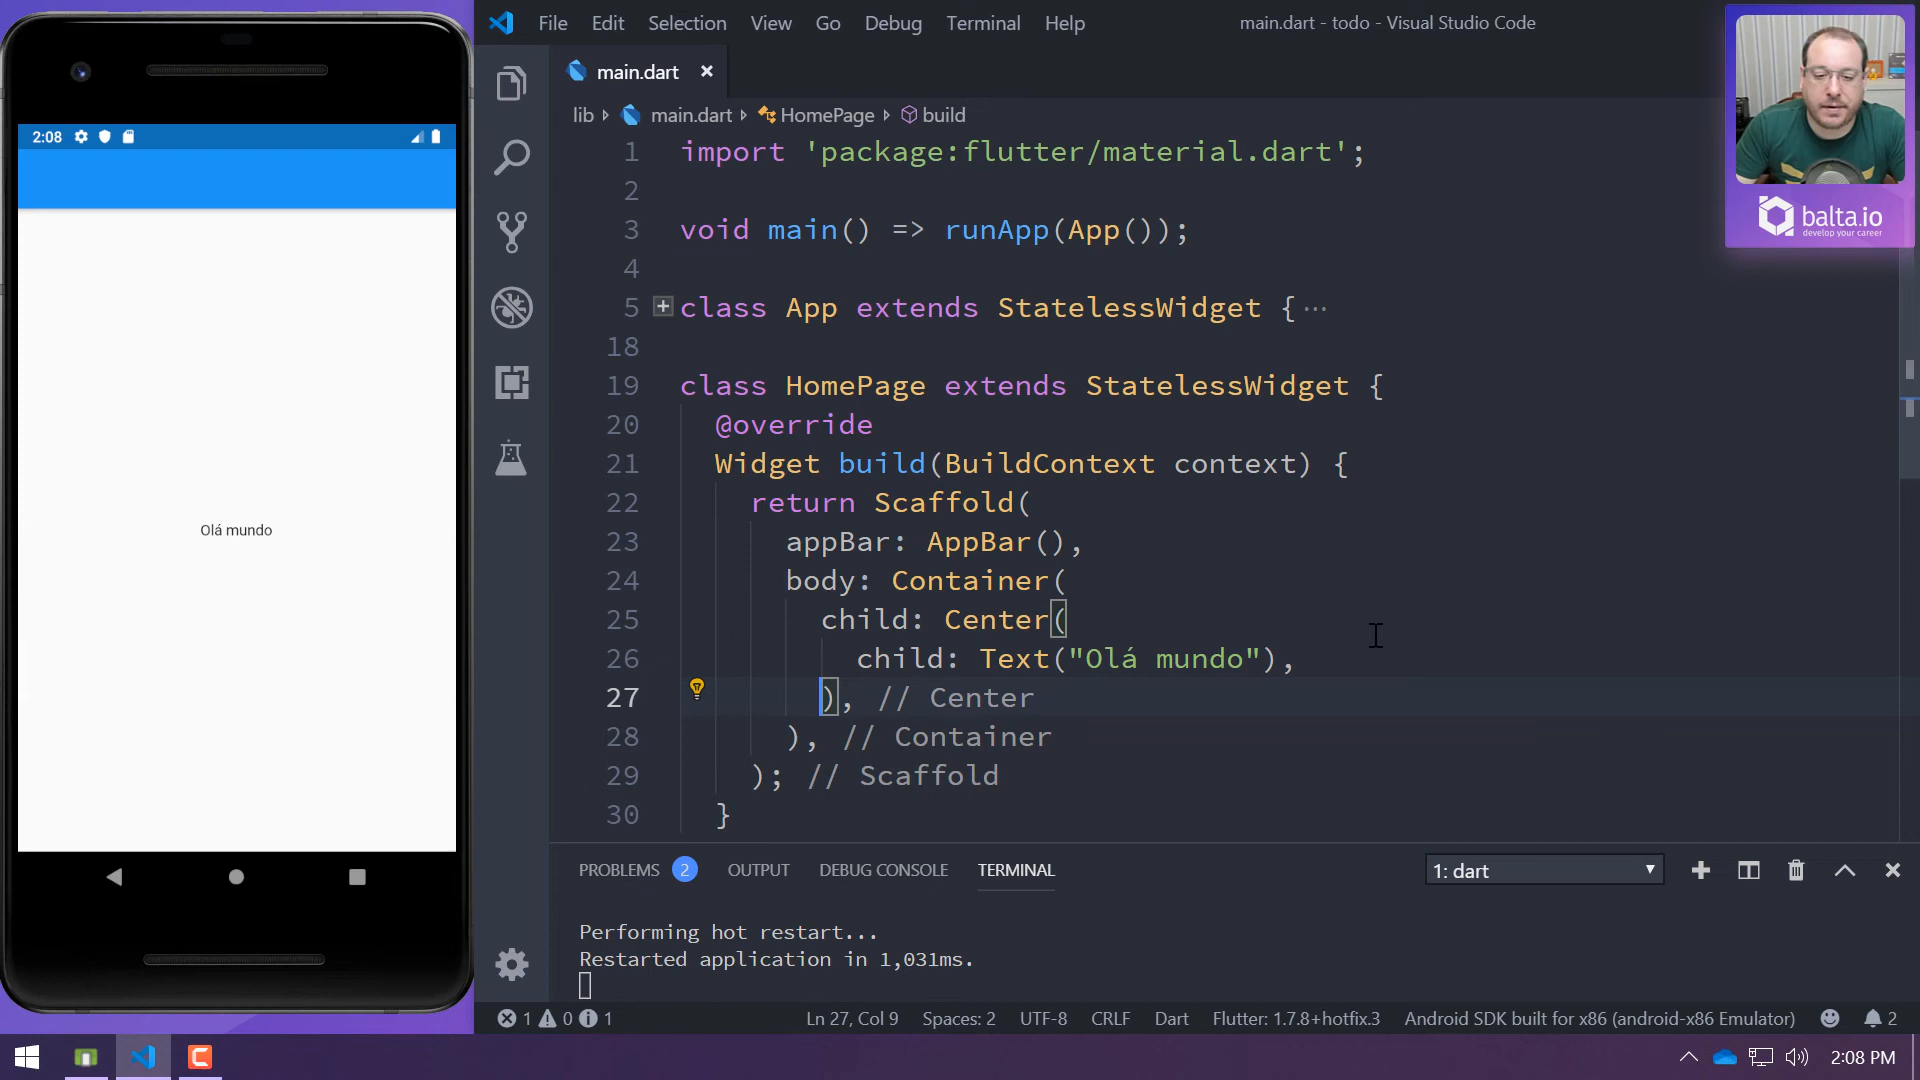 File Edit Selection View Go Debug Terminal Help
main.dart - todo - Visual Studio Code
main.dart
lib main.dart HomePage build
balta.io
develop your career
2:08
Olá mundo
1 import 'package:flutter/material.dart';
2
3 void main() => runApp(App());
4
5 class App extends StatelessWidget {···
18
19 class HomePage extends StatelessWidget {
20 @override
21 Widget build(BuildContext context) {
22 return Scaffold(
23 appBar: AppBar(),
24 body: Container(
25 child: Center(
26 child: Text("Olá mundo"),
27 ), // Center
28 ), // Container
29 ); // Scaffold
30 }
PROBLEMS 2 OUTPUT DEBUG CONSOLE TERMINAL 1: dart
Performing hot restart...
Restarted application in 1,031ms.
1 0 1 Ln 27, Col 9 Spaces: 2 UTF-8 CRLF Dart Flutter: 1.7.8+hotfix.3 Android SDK built for x86 (android-x86 Emulator) 2
2:08 PM